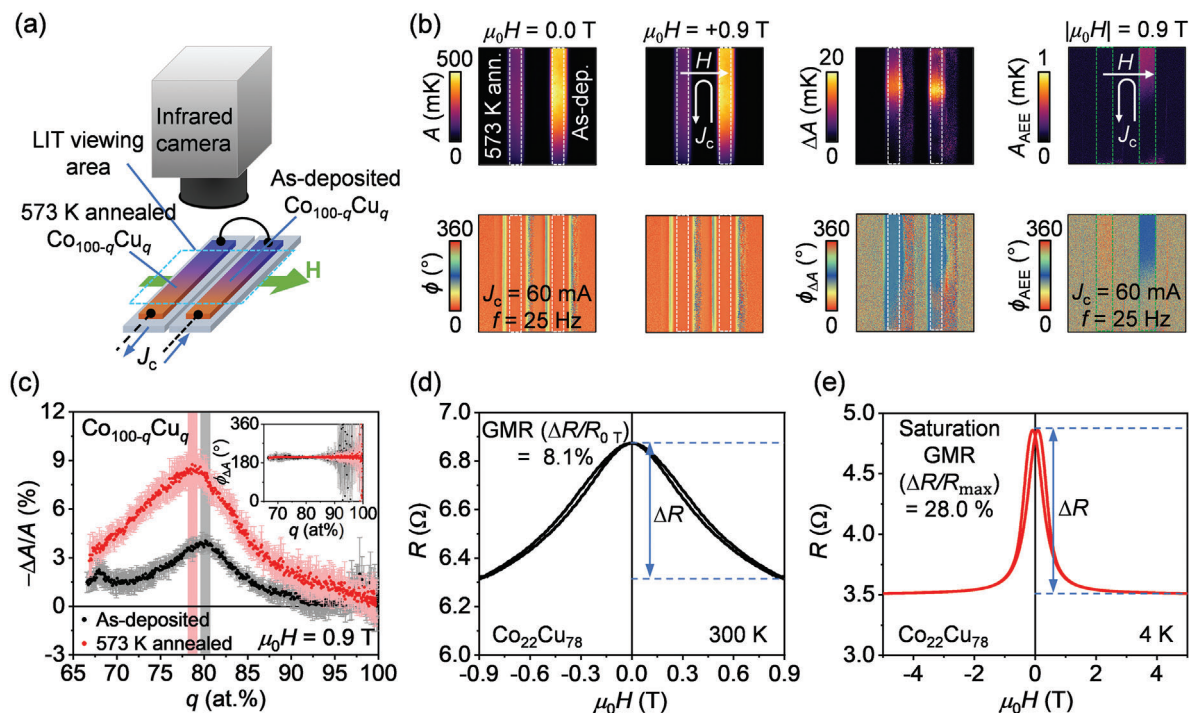 (a)
Infrared
camera
LIT viewing
area
573 K annealed
Co100-qCuq
As-deposited
Co100-qCuq
H
Jc
(b)
μ0H = 0.0 T
μ0H = +0.9 T
|μ0H| = 0.9 T
A (mK)
500
0
573 K ann.
As-dep.
H
Jc
ΔA (mK)
20
0
AAEE (mK)
1
0
H
Jc
ϕ (°)
360
0
Jc = 60 mA
f = 25 Hz
ϕΔA (°)
360
0
ϕAEE (°)
360
0
Jc = 60 mA
f = 25 Hz
(c)
Co100-qCuq
−ΔA/A (%)
12
9
6
3
0
-3
ϕΔA (°)
360
180
0
70 80 90 100
q (at%)
As-deposited
573 K annealed
μ0H = 0.9 T
65 70 75 80 85 90 95 100
q (at.%)
(d)
GMR (ΔR/R0 T)
= 8.1%
ΔR
R (Ω)
7.0
6.8
6.6
6.4
6.2
6.0
Co22Cu78
300 K
-0.9 -0.6 -0.3 0.0 0.3 0.6 0.9
μ0H (T)
(e)
Saturation
GMR
(ΔR/Rmax)
= 28.0 %
ΔR
R (Ω)
5.0
4.5
4.0
3.5
3.0
Co22Cu78
4 K
-4 -2 0 2 4
μ0H (T)